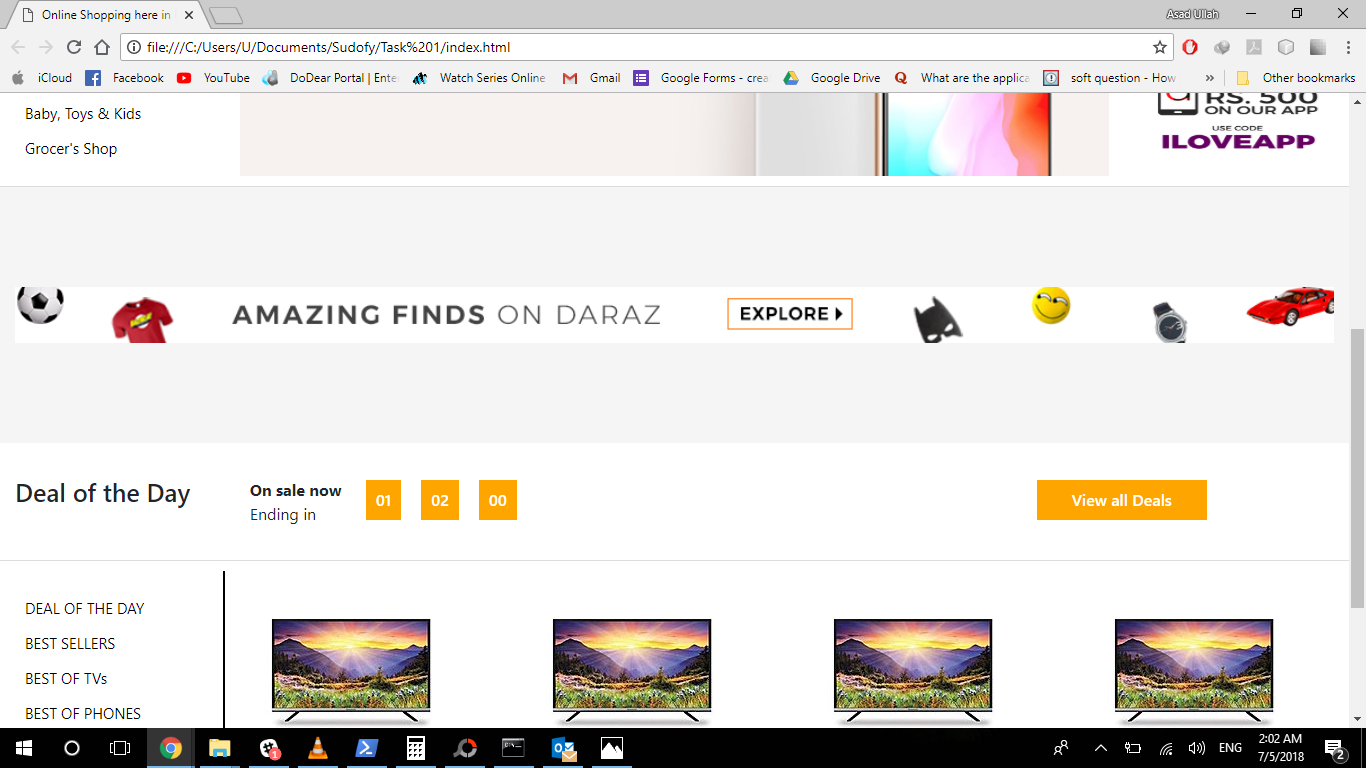 Online Shopping here in
Asad Ullah
file:///C:/Users/U/Documents/Sudofy/Task%201/index.html
iCloud
Facebook
YouTube
DoDear Portal | Ente
Watch Series Online
Gmail
Google Forms - crea
Google Drive
What are the applica
soft question - How
»
Other bookmarks
Baby, Toys & Kids
Grocer's Shop
RS. 500
ON OUR APP
USE CODE
ILOVEAPP
AMAZING FINDS ON DARAZ
EXPLORE
Deal of the Day
On sale now
Ending in
01 02 00
View all Deals
DEAL OF THE DAY
BEST SELLERS
BEST OF TVs
BEST OF PHONES
1
ENG
2:02 AM
7/5/2018
2